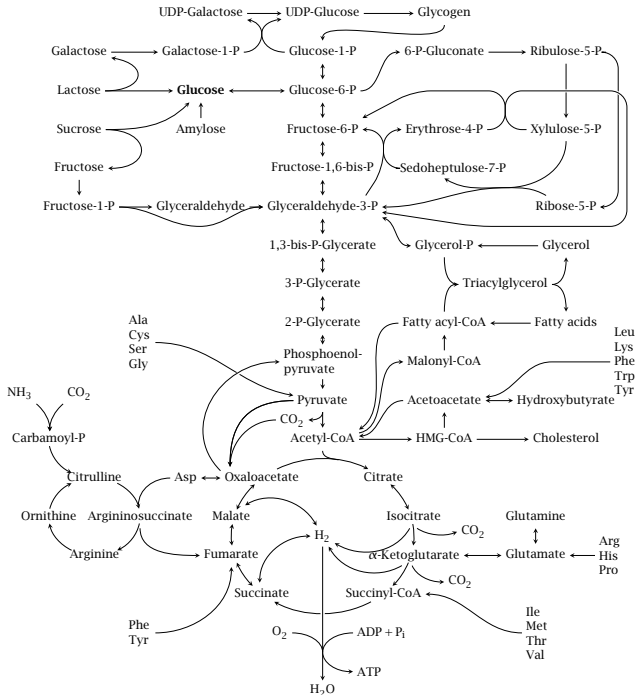 UDP-Galactose UDP-Glucose Glycogen
Galactose Galactose-1-P Glucose-1-P 6-P-Gluconate Ribulose-5-P
Lactose Glucose Glucose-6-P
Sucrose Amylose Fructose-6-P Erythrose-4-P Xylulose-5-P
Fructose Fructose-1,6-bis-P Sedoheptulose-7-P
Fructose-1-P Glyceraldehyde Glyceraldehyde-3-P Ribose-5-P
1,3-bis-P-Glycerate Glycerol-P Glycerol
3-P-Glycerate Triacylglycerol
2-P-Glycerate Fatty acyl-CoA Fatty acids
Ala
Cys
Ser
Gly
Phosphoenol-
pyruvate
Malonyl-CoA
Leu
Lys
Phe
Trp
Tyr
Pyruvate Acetoacetate Hydroxybutyrate
NH3 CO2
CO2
Carbamoyl-P Acetyl-CoA HMG-CoA Cholesterol
Citrulline Asp Oxaloacetate Citrate
Ornithine Argininosuccinate Malate Isocitrate Glutamine
H2 CO2
Arginine Fumarate α-Ketoglutarate Glutamate
Arg
His
Pro
CO2
Succinate Succinyl-CoA
Phe
Tyr
Ile
Met
Thr
Val
O2 ADP + Pi
ATP
H2O